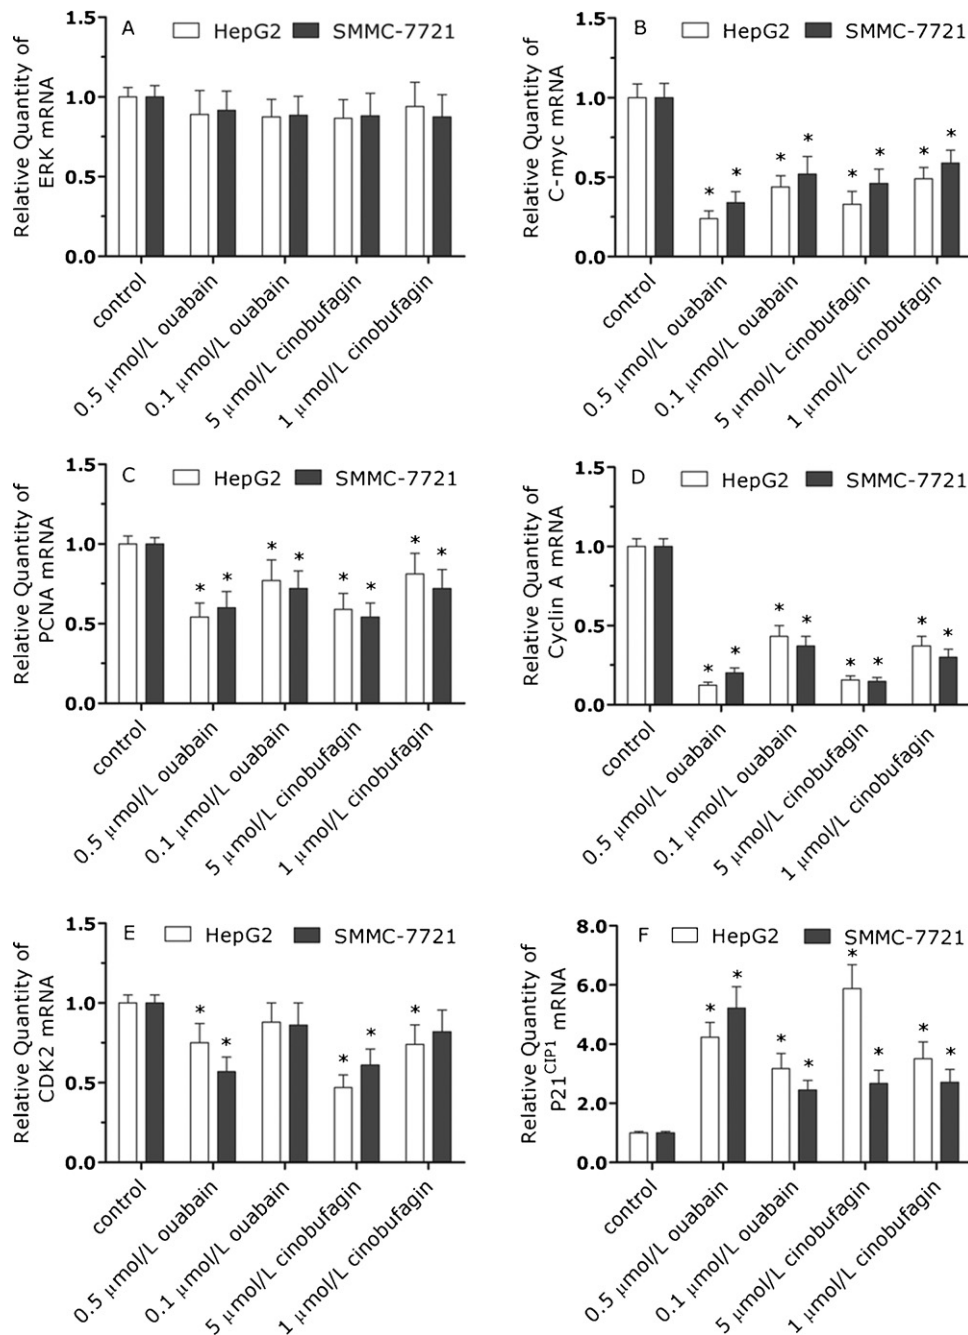 A HepG2 SMMC-7721
Relative Quantity of
ERK mRNA
1.5
1.0
0.5
0.0
control
0.5 μmol/L ouabain
0.1 μmol/L ouabain
5 μmol/L cinobufagin
1 μmol/L cinobufagin
B HepG2 SMMC-7721
Relative Quantity of
C-myc mRNA
1.5
1.0
0.5
0.0
* * * * * * * *
control
0.5 μmol/L ouabain
0.1 μmol/L ouabain
5 μmol/L cinobufagin
1 μmol/L cinobufagin
C HepG2 SMMC-7721
Relative Quantity of
PCNA mRNA
1.5
1.0
0.5
0.0
* * * * * * * *
control
0.5 μmol/L ouabain
0.1 μmol/L ouabain
5 μmol/L cinobufagin
1 μmol/L cinobufagin
D HepG2 SMMC-7721
Relative Quantity of
Cyclin A mRNA
1.5
1.0
0.5
0.0
* * * * * * * *
control
0.5 μmol/L ouabain
0.1 μmol/L ouabain
5 μmol/L cinobufagin
1 μmol/L cinobufagin
E HepG2 SMMC-7721
Relative Quantity of
CDK2 mRNA
1.5
1.0
0.5
0.0
* * * * *
control
0.5 μmol/L ouabain
0.1 μmol/L ouabain
5 μmol/L cinobufagin
1 μmol/L cinobufagin
F HepG2 SMMC-7721
Relative Quantity of
P21CIP1 mRNA
8.0
6.0
4.0
2.0
0.0
* * * * * * * *
control
0.5 μmol/L ouabain
0.1 μmol/L ouabain
5 μmol/L cinobufagin
1 μmol/L cinobufagin